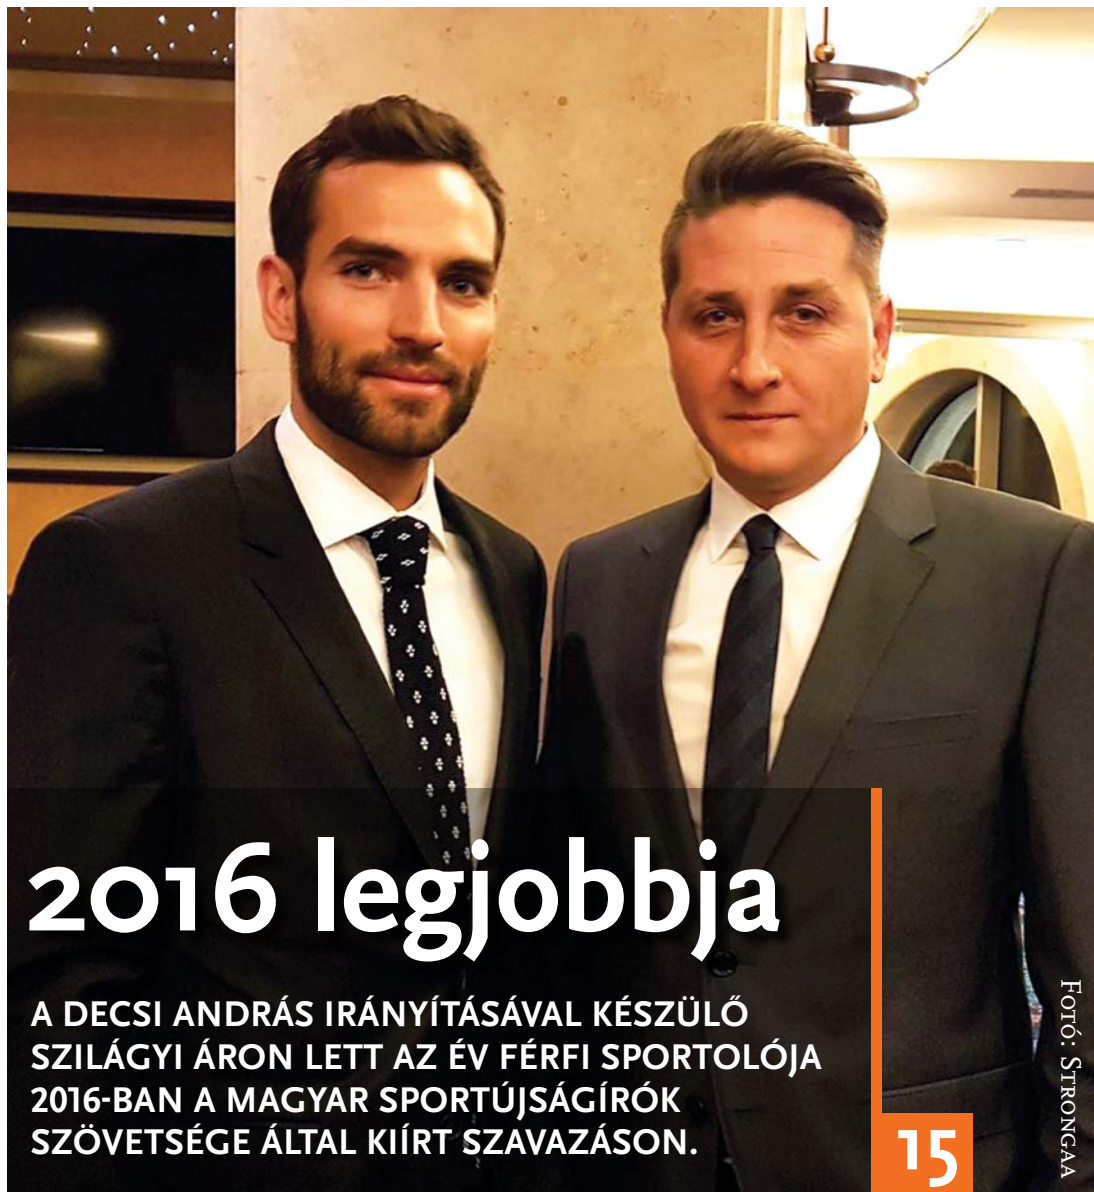 2016 legjobbja
A DECSI ANDRÁS IRÁNYÍTÁSÁVAL KÉSZÜLŐ
SZILÁGYI ÁRON LETT AZ ÉV FÉRFI SPORTOLÓJA
2016-BAN A MAGYAR SPORTÚJSÁGÍRÓK
SZÖVETSÉGE ÁLTAL KIÍRT SZAVAZÁSON.
15
FOTÓ: STRONGAA